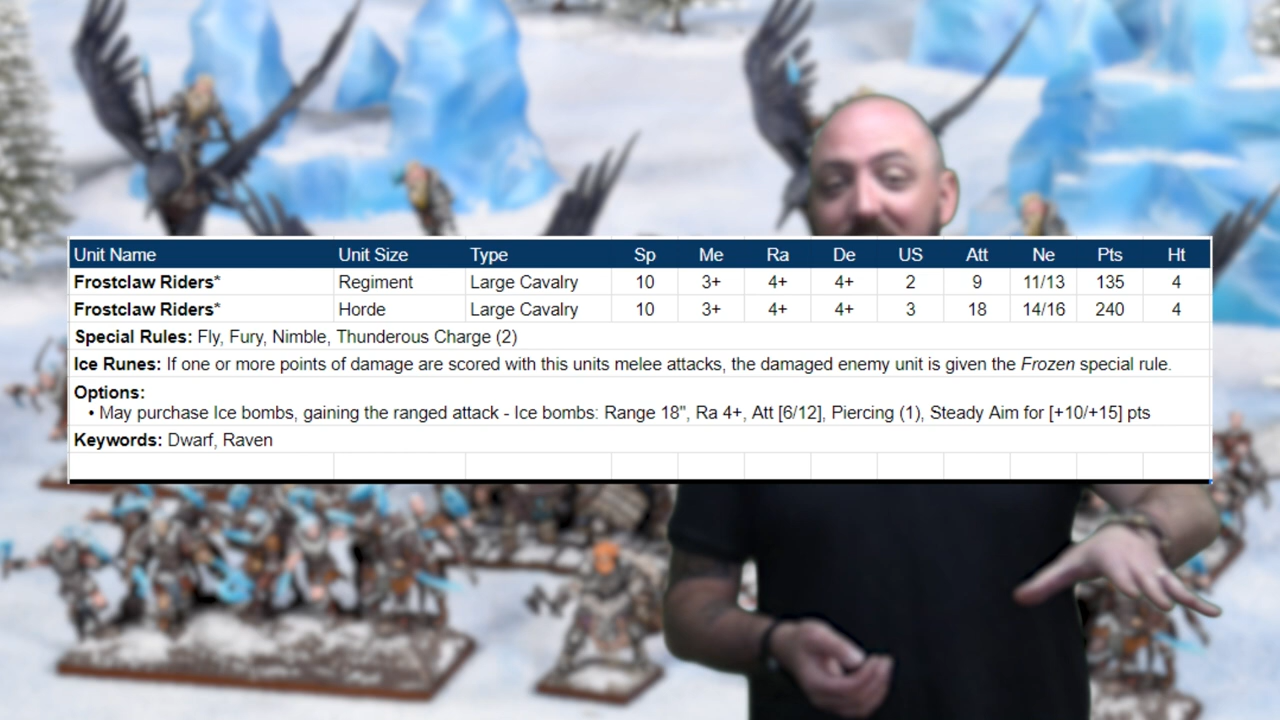 Unit Name Unit Size Type Sp Me Ra De US Att Ne Pts Ht
Frostclaw Riders* Regiment Large Cavalry 10 3+ 4+ 4+ 2 9 11/13 135 4
Frostclaw Riders* Horde Large Cavalry 10 3+ 4+ 4+ 3 18 14/16 240 4
Special Rules: Fly, Fury, Nimble, Thunderous Charge (2)
Ice Runes: If one or more points of damage are scored with this units melee attacks, the damaged enemy unit is given the Frozen special rule.
Options:
• May purchase Ice bombs, gaining the ranged attack - Ice bombs: Range 18", Ra 4+, Att [6/12], Piercing (1), Steady Aim for [+10/+15] pts
Keywords: Dwarf, Raven